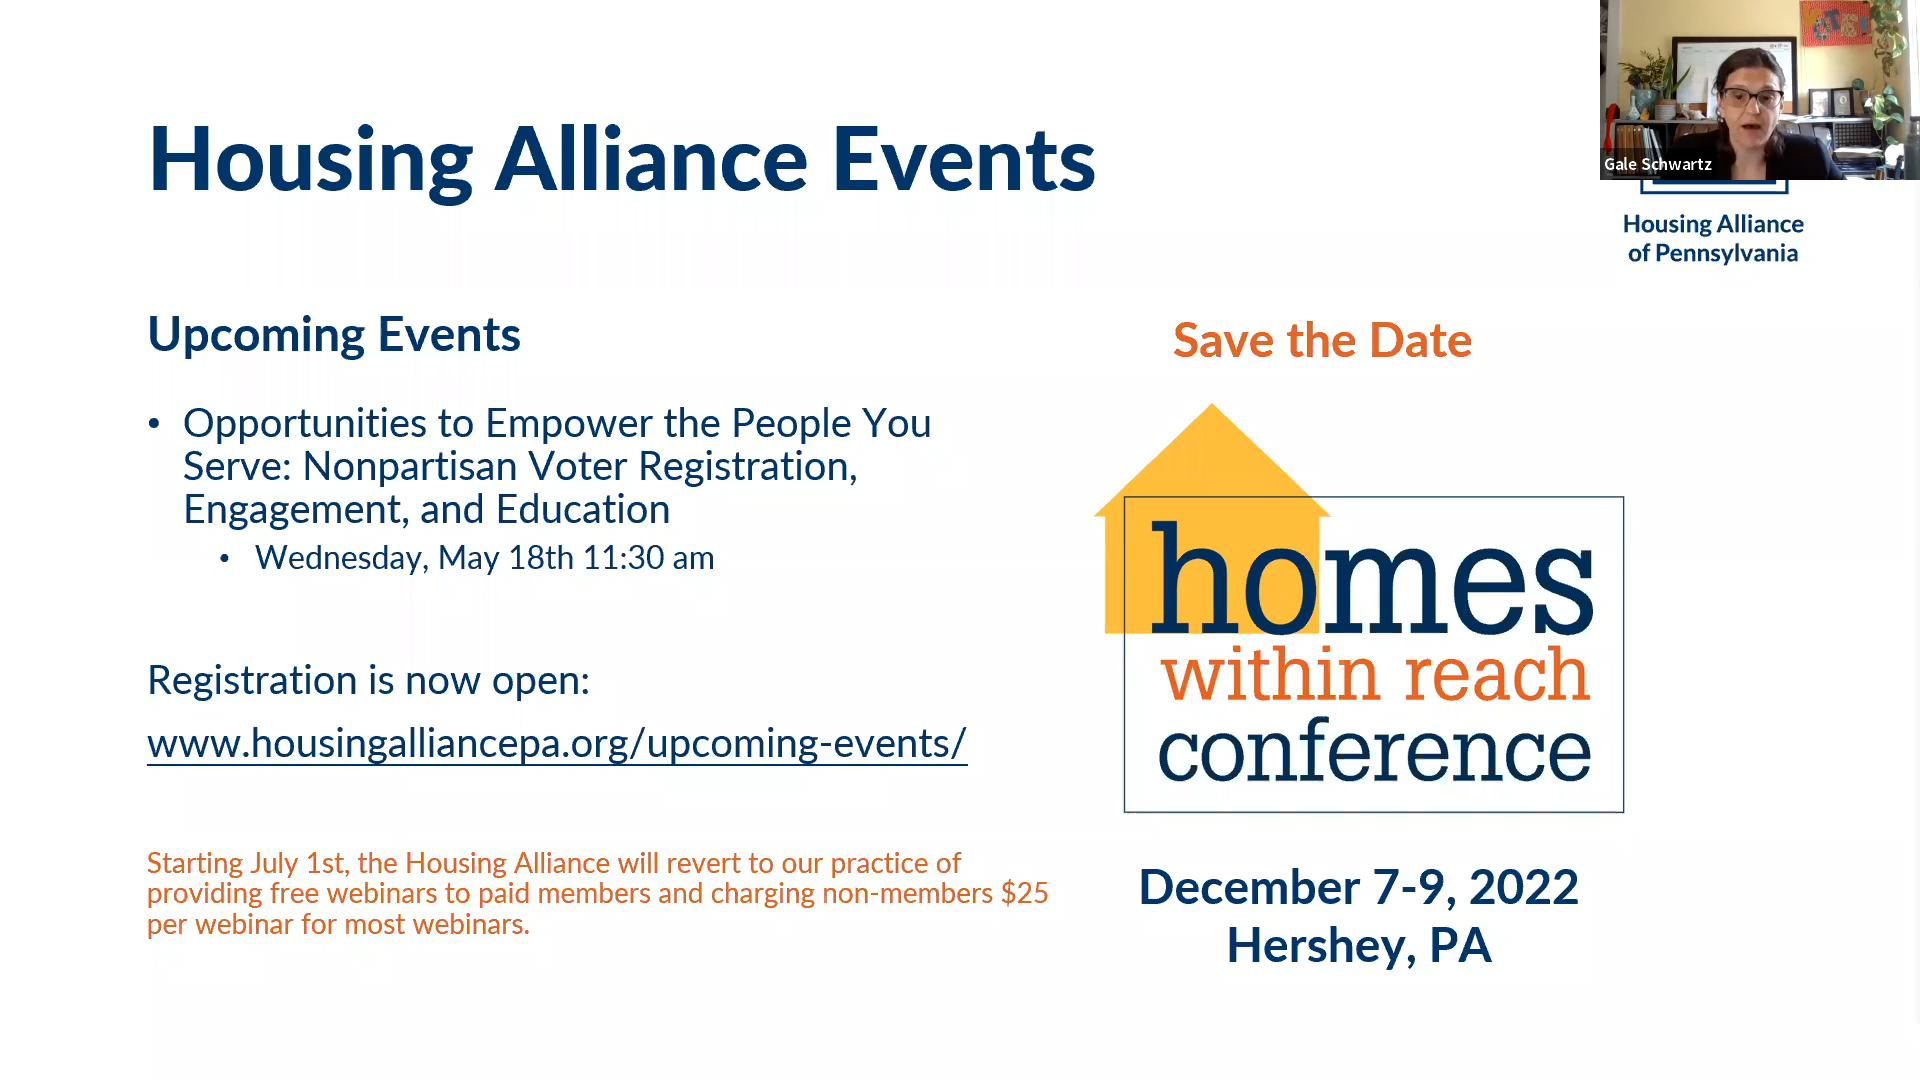 Housing Alliance Events
Gale Schwartz
Housing Alliance
of Pennsylvania
Upcoming Events
• Opportunities to Empower the People You
Serve: Nonpartisan Voter Registration,
Engagement, and Education
• Wednesday, May 18th 11:30 am
Registration is now open:
www.housingalliancepa.org/upcoming-events/
Starting July 1st, the Housing Alliance will revert to our practice of
providing free webinars to paid members and charging non-members $25
per webinar for most webinars.
Save the Date
homes
within reach
conference
December 7-9, 2022
Hershey, PA